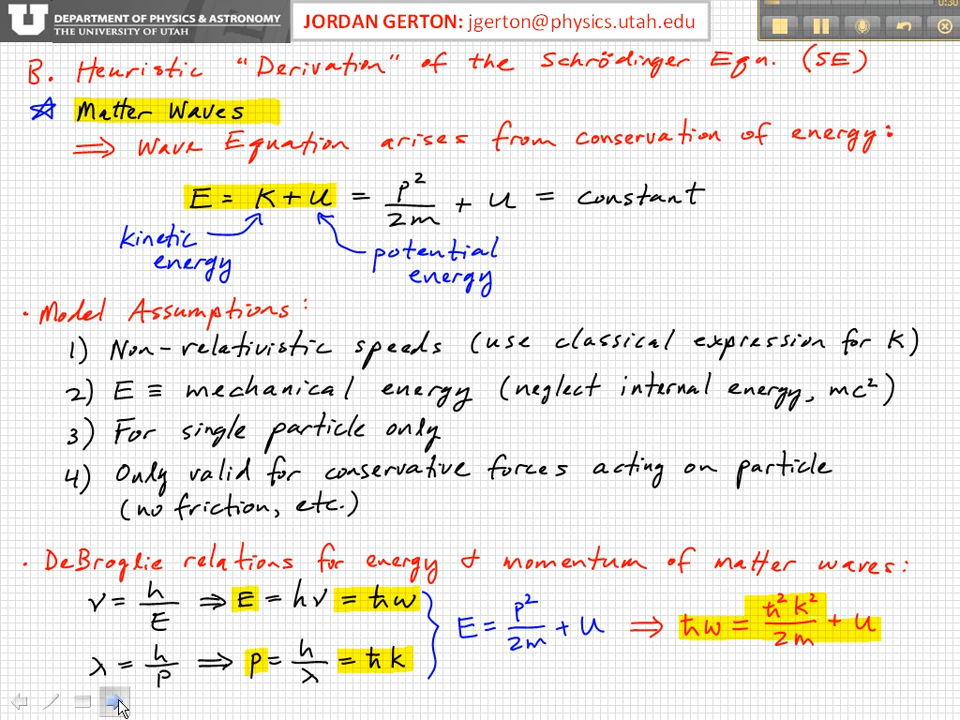 U DEPARTMENT OF PHYSICS & ASTRONOMY
THE UNIVERSITY OF UTAH
JORDAN GERTON: jgerton@physics.utah.edu
B. Heuristic "Derivation" of the Schrödinger Eqn. (SE)
☆ Matter Waves
⇒ Wave Equation arises from conservation of energy:
E = K + U = p²/2m + U = constant
kinetic energy
potential energy
· Model Assumptions:
1) Non-relativistic speeds (use classical expression for K)
2) E ≡ mechanical energy (neglect internal energy, mc²)
3) For single particle only
4) Only valid for conservative forces acting on particle
(no friction, etc.)
· DeBroglie relations for energy & momentum of matter waves:
ν = h/E ⇒ E = hν = ħω
λ = h/p ⇒ p = h/λ = ħk
} E = p²/2m + U ⇒ ħω = ħ²k²/2m + U